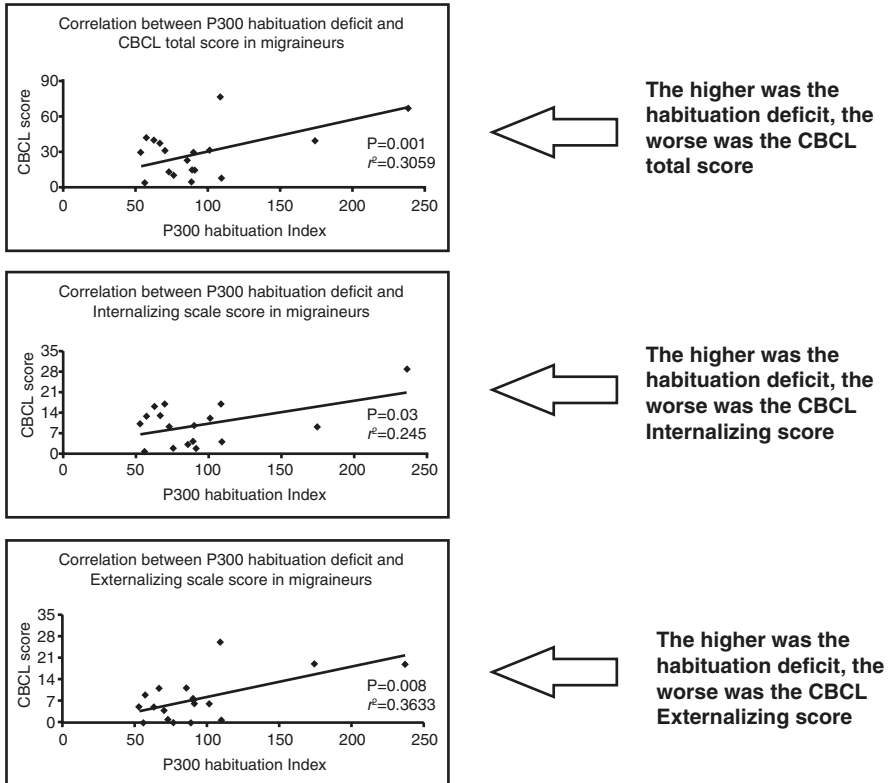 Correlation between P300 habituation deficit and
CBCL total score in migraineurs
CBCL score
90
60
30
0
P=0.001
r²=0.3059
0 50 100 150 200 250
P300 habituation Index
The higher was the
habituation deficit, the
worse was the CBCL
total score
Correlation between P300 habituation deficit and
Internalizing scale score in migraineurs
CBCL score
35
28
21
14
7
0
P=0.03
r²=0.245
0 50 100 150 200 250
P300 habituation Index
The higher was the
habituation deficit, the
worse was the CBCL
Internalizing score
Correlation between P300 habituation deficit and
Externalizing scale score in migraineurs
CBCL score
35
28
21
14
7
0
P=0.008
r²=0.3633
0 50 100 150 200 250
P300 habituation Index
The higher was the
habituation deficit, the
worse was the CBCL
Externalizing score